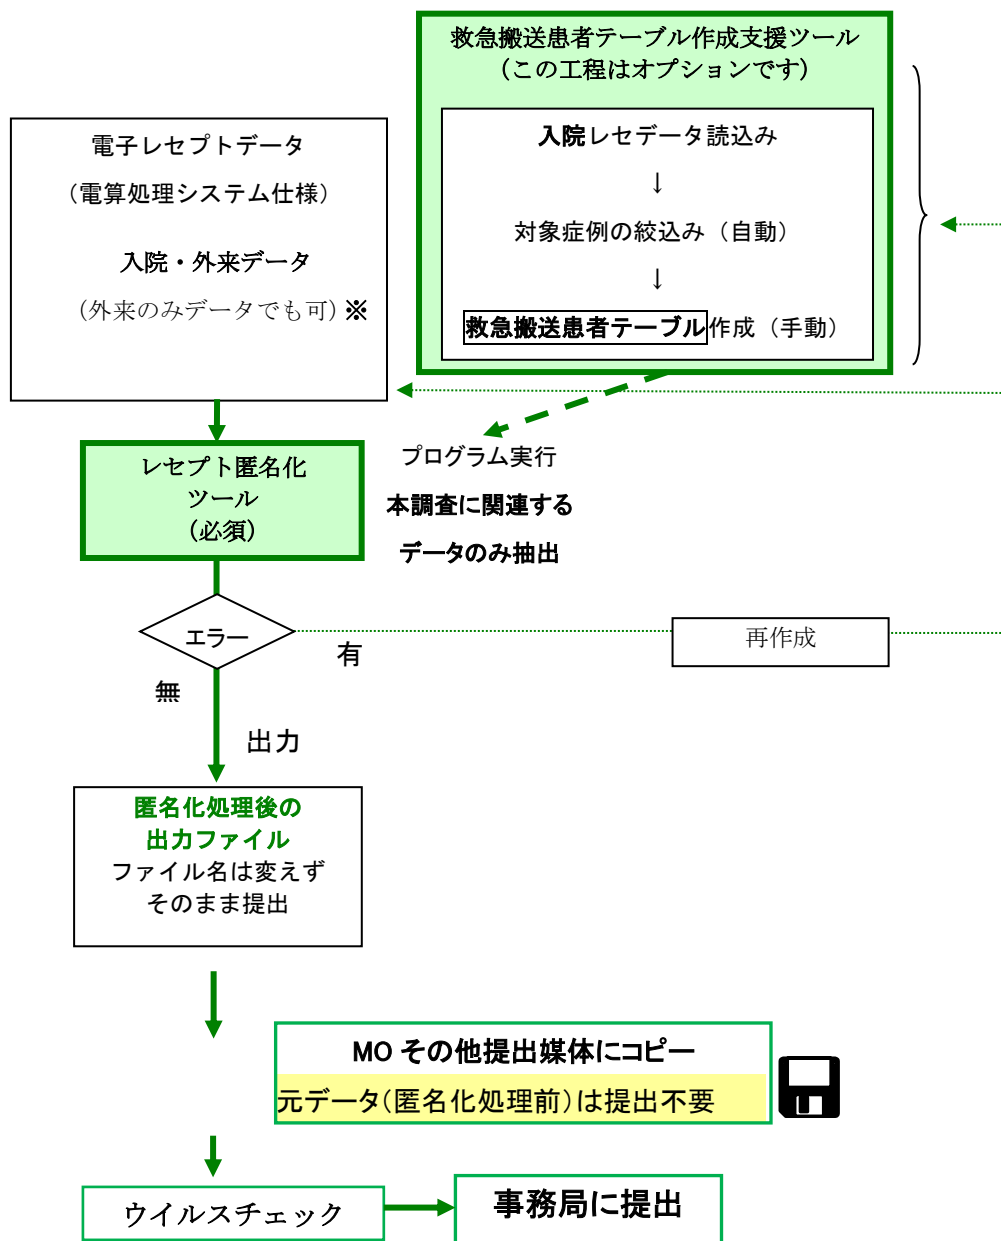 救急搬送患者テーブル作成支援ツール
（この工程はオプションです）
入院レセデータ読込み
↓
対象症例の絞込み（自動）
↓
救急搬送患者テーブル作成（手動）
電子レセプトデータ
（電算処理システム仕様）
入院・外来データ
（外来のみデータでも可）※
レセプト匿名化
ツール
（必須）
プログラム実行
本調査に関連する
データのみ抽出
エラー
有
再作成
無
出力
匿名化処理後の
出力ファイル
ファイル名は変えず
そのまま提出
MO その他提出媒体にコピー
元データ（匿名化処理前）は提出不要
ウイルスチェック
事務局に提出